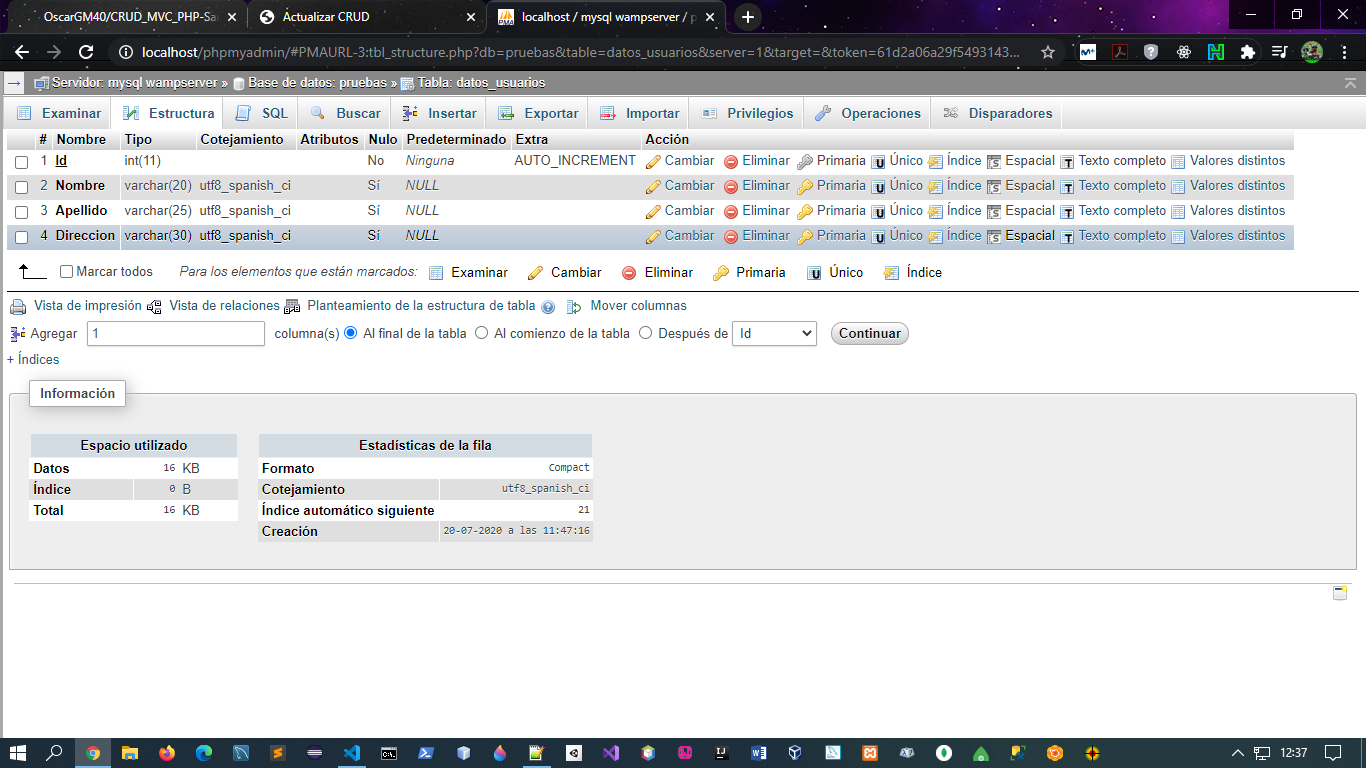 OscarGM40/CRUD_MVC_PHP-Sa
Actualizar CRUD
localhost / mysql wampserver / p
localhost/phpmyadmin/#PMAURL-3:tbl_structure.php?db=pruebas&table=datos_usuarios&server=1&target=&token=61d2a06a29f5493143...
Servidor: mysql wampserver » Base de datos: pruebas » Tabla: datos_usuarios
Examinar Estructura SQL Buscar Insertar Exportar Importar Privilegios Operaciones Disparadores
# Nombre Tipo Cotejamiento Atributos Nulo Predeterminado Extra Acción
1 Id int(11) No Ninguna AUTO_INCREMENT Cambiar Eliminar Primaria Único Índice Espacial Texto completo Valores distintos
2 Nombre varchar(20) utf8_spanish_ci Sí NULL Cambiar Eliminar Primaria Único Índice Espacial Texto completo Valores distintos
3 Apellido varchar(25) utf8_spanish_ci Sí NULL Cambiar Eliminar Primaria Único Índice Espacial Texto completo Valores distintos
4 Direccion varchar(30) utf8_spanish_ci Sí NULL Cambiar Eliminar Primaria Único Índice Espacial Texto completo Valores distintos
Marcar todos Para los elementos que están marcados: Examinar Cambiar Eliminar Primaria Único Índice
Vista de impresión Vista de relaciones Planteamiento de la estructura de tabla Mover columnas
Agregar 1 columna(s) Al final de la tabla Al comienzo de la tabla Después de Id Continuar
+ Índices
Información
Espacio utilizado
Datos 16 KB
Índice 0 B
Total 16 KB
Estadísticas de la fila
Formato Compact
Cotejamiento utf8_spanish_ci
Índice automático siguiente 21
Creación 20-07-2020 a las 11:47:16
12:37